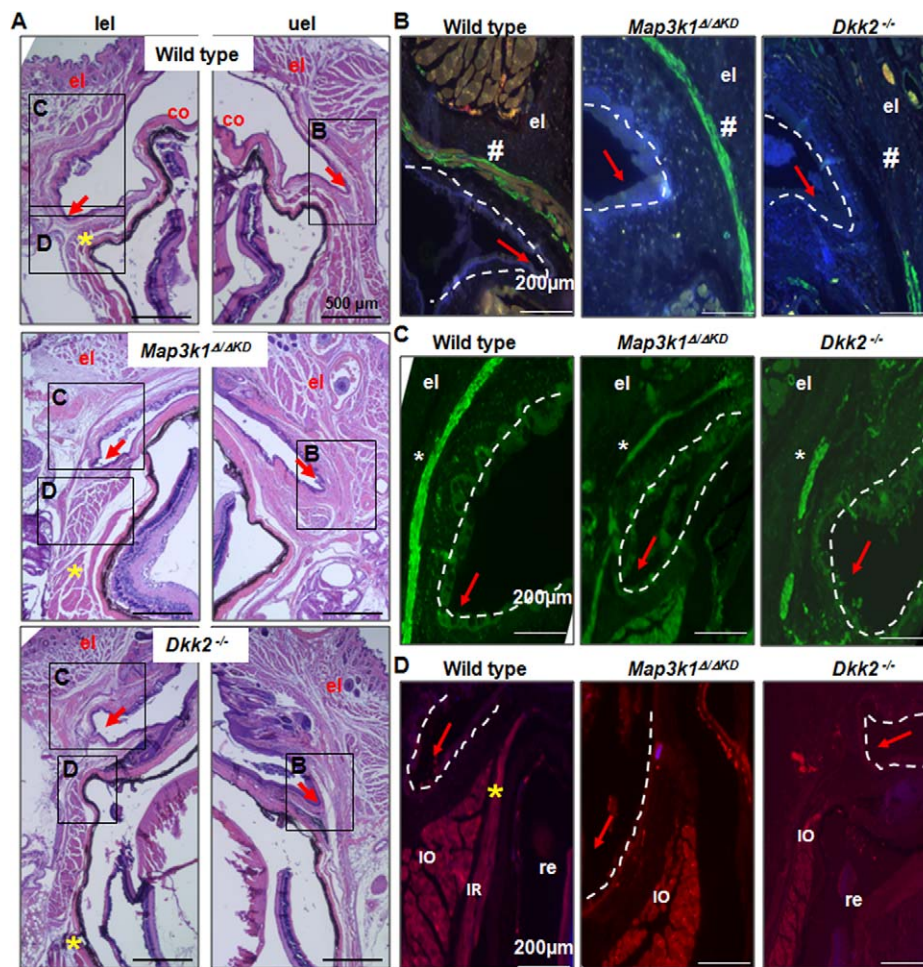 A
lel
uel
Wild type
el
el
C
co
co
B
D
*
500 µm
Map3k1Δ/ΔKD
el
el
C
B
D
*
Dkk2-/-
el
el
C
D
B
*
B
Wild type
Map3k1Δ/ΔKD
Dkk2-/-
el
el
el
#
#
#
200µm
C
Wild type
Map3k1Δ/ΔKD
Dkk2-/-
el
el
el
*
*
*
200µm
D
Wild type
Map3k1Δ/ΔKD
Dkk2-/-
*
IO
IR
re
IO
IO
re
200µm